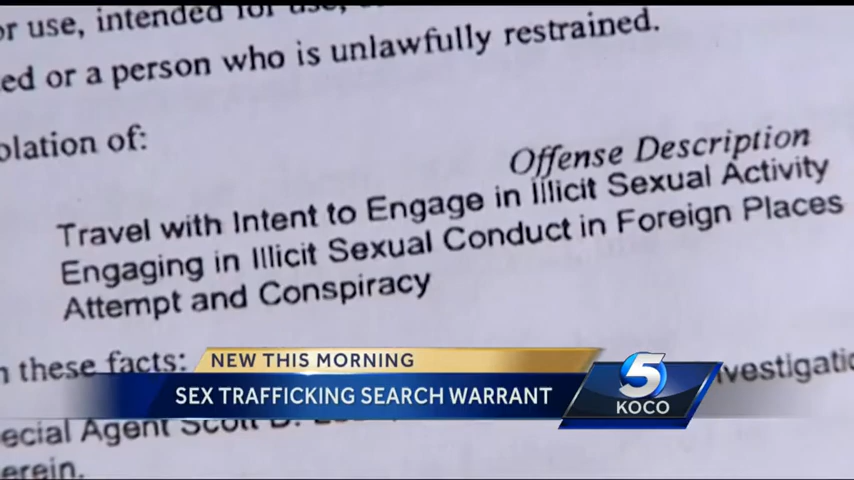 or use, intended for use,
ed or a person who is unlawfully restrained.
olation of:
Offense Description
Travel with Intent to Engage in Illicit Sexual Activity
Engaging in Illicit Sexual Conduct in Foreign Places
Attempt and Conspiracy
n these facts:
NEW THIS MORNING
nvestigatio
SEX TRAFFICKING SEARCH WARRANT
5
KOCO
ecial Agent Scott D.
erein.